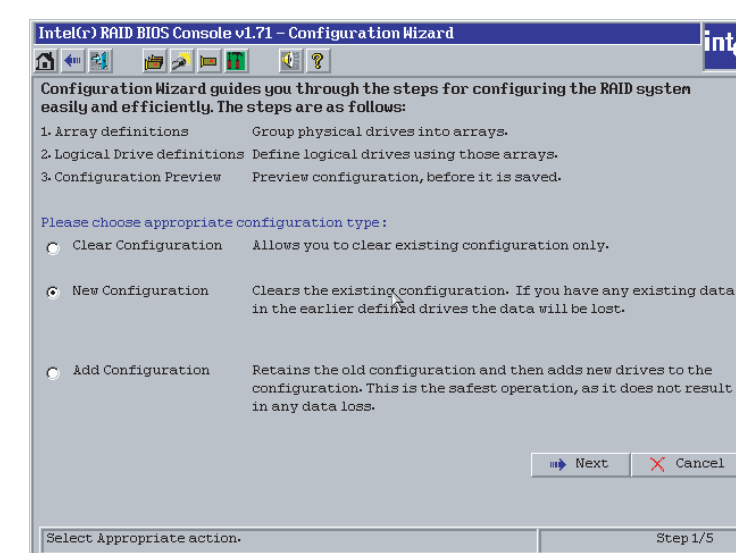 Intel(r) RAID BIOS Console v1.71 – Configuration Wizard
Configuration Wizard guides you through the steps for configuring the RAID system
easily and efficiently. The steps are as follows:
1. Array definitions Group physical drives into arrays.
2. Logical Drive definitions Define logical drives using those arrays.
3. Configuration Preview Preview configuration, before it is saved.
Please choose appropriate configuration type:
Clear Configuration Allows you to clear existing configuration only.
New Configuration Clears the existing configuration. If you have any existing data
in the earlier defined drives the data will be lost.
Add Configuration Retains the old configuration and then adds new drives to the
configuration. This is the safest operation, as it does not result
in any data loss.
Next Cancel
Select Appropriate action. Step 1/5